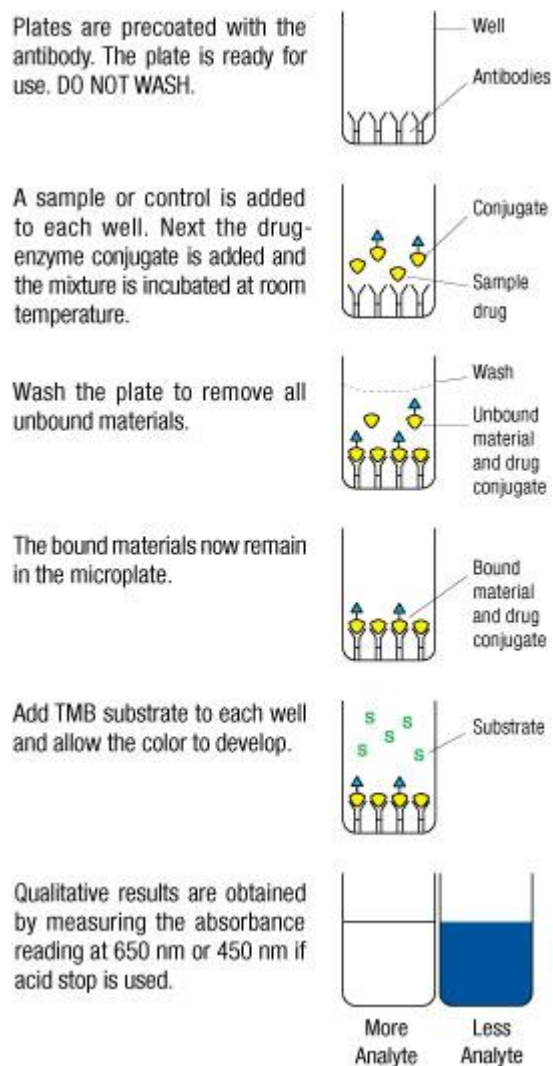 Plates are precoated with the
antibody. The plate is ready for
use. DO NOT WASH.
Well
Antibodies
A sample or control is added
to each well. Next the drug-
enzyme conjugate is added and
the mixture is incubated at room
temperature.
Conjugate
Sample
drug
Wash the plate to remove all
unbound materials.
Wash
Unbound
material
and drug
conjugate
The bound materials now remain
in the microplate.
Bound
material
and drug
conjugate
Add TMB substrate to each well
and allow the color to develop.
S S S S S
Substrate
Qualitative results are obtained
by measuring the absorbance
reading at 650 nm or 450 nm if
acid stop is used.
More
Analyte
Less
Analyte